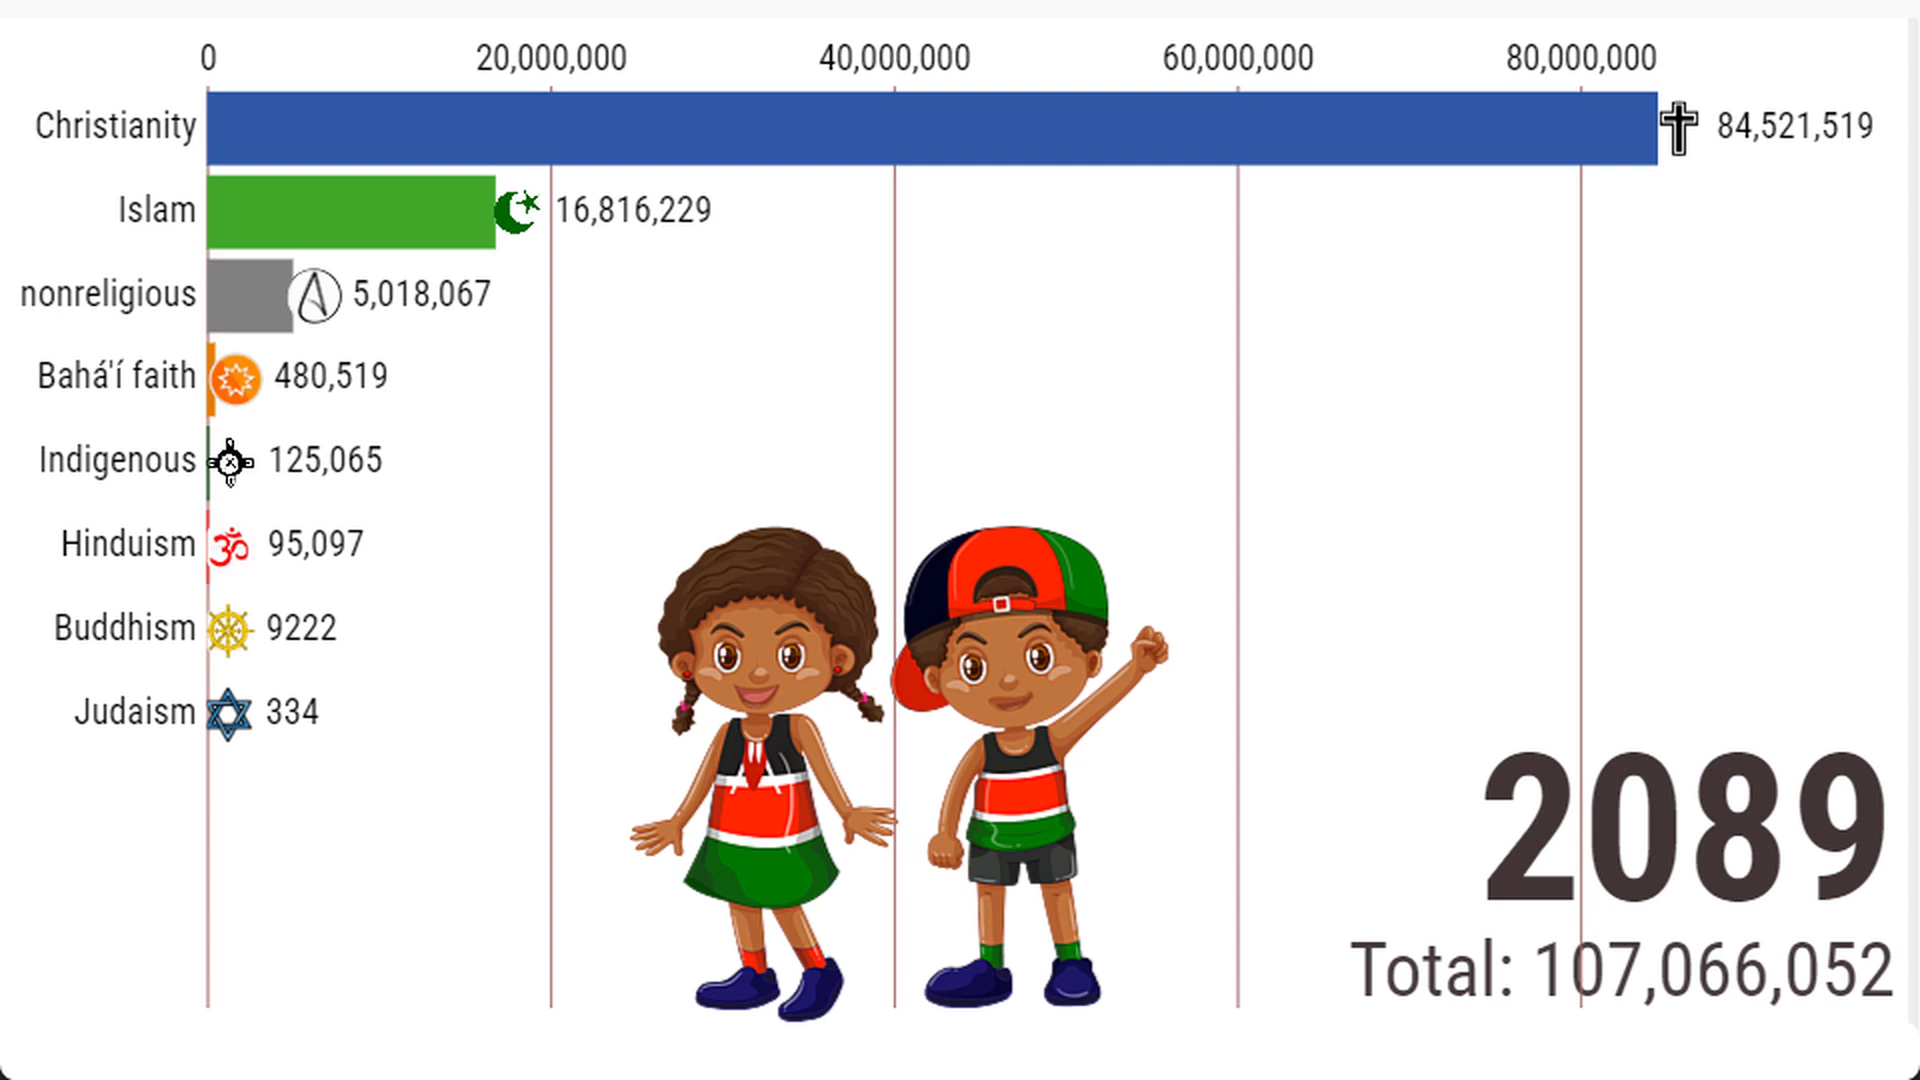 0 20,000,000 40,000,000 60,000,000 80,000,000
Christianity 84,521,519
Islam 16,816,229
nonreligious 5,018,067
Bahá'í faith 480,519
Indigenous 125,065
Hinduism 95,097
Buddhism 9222
Judaism 334
2089
Total: 107,066,052